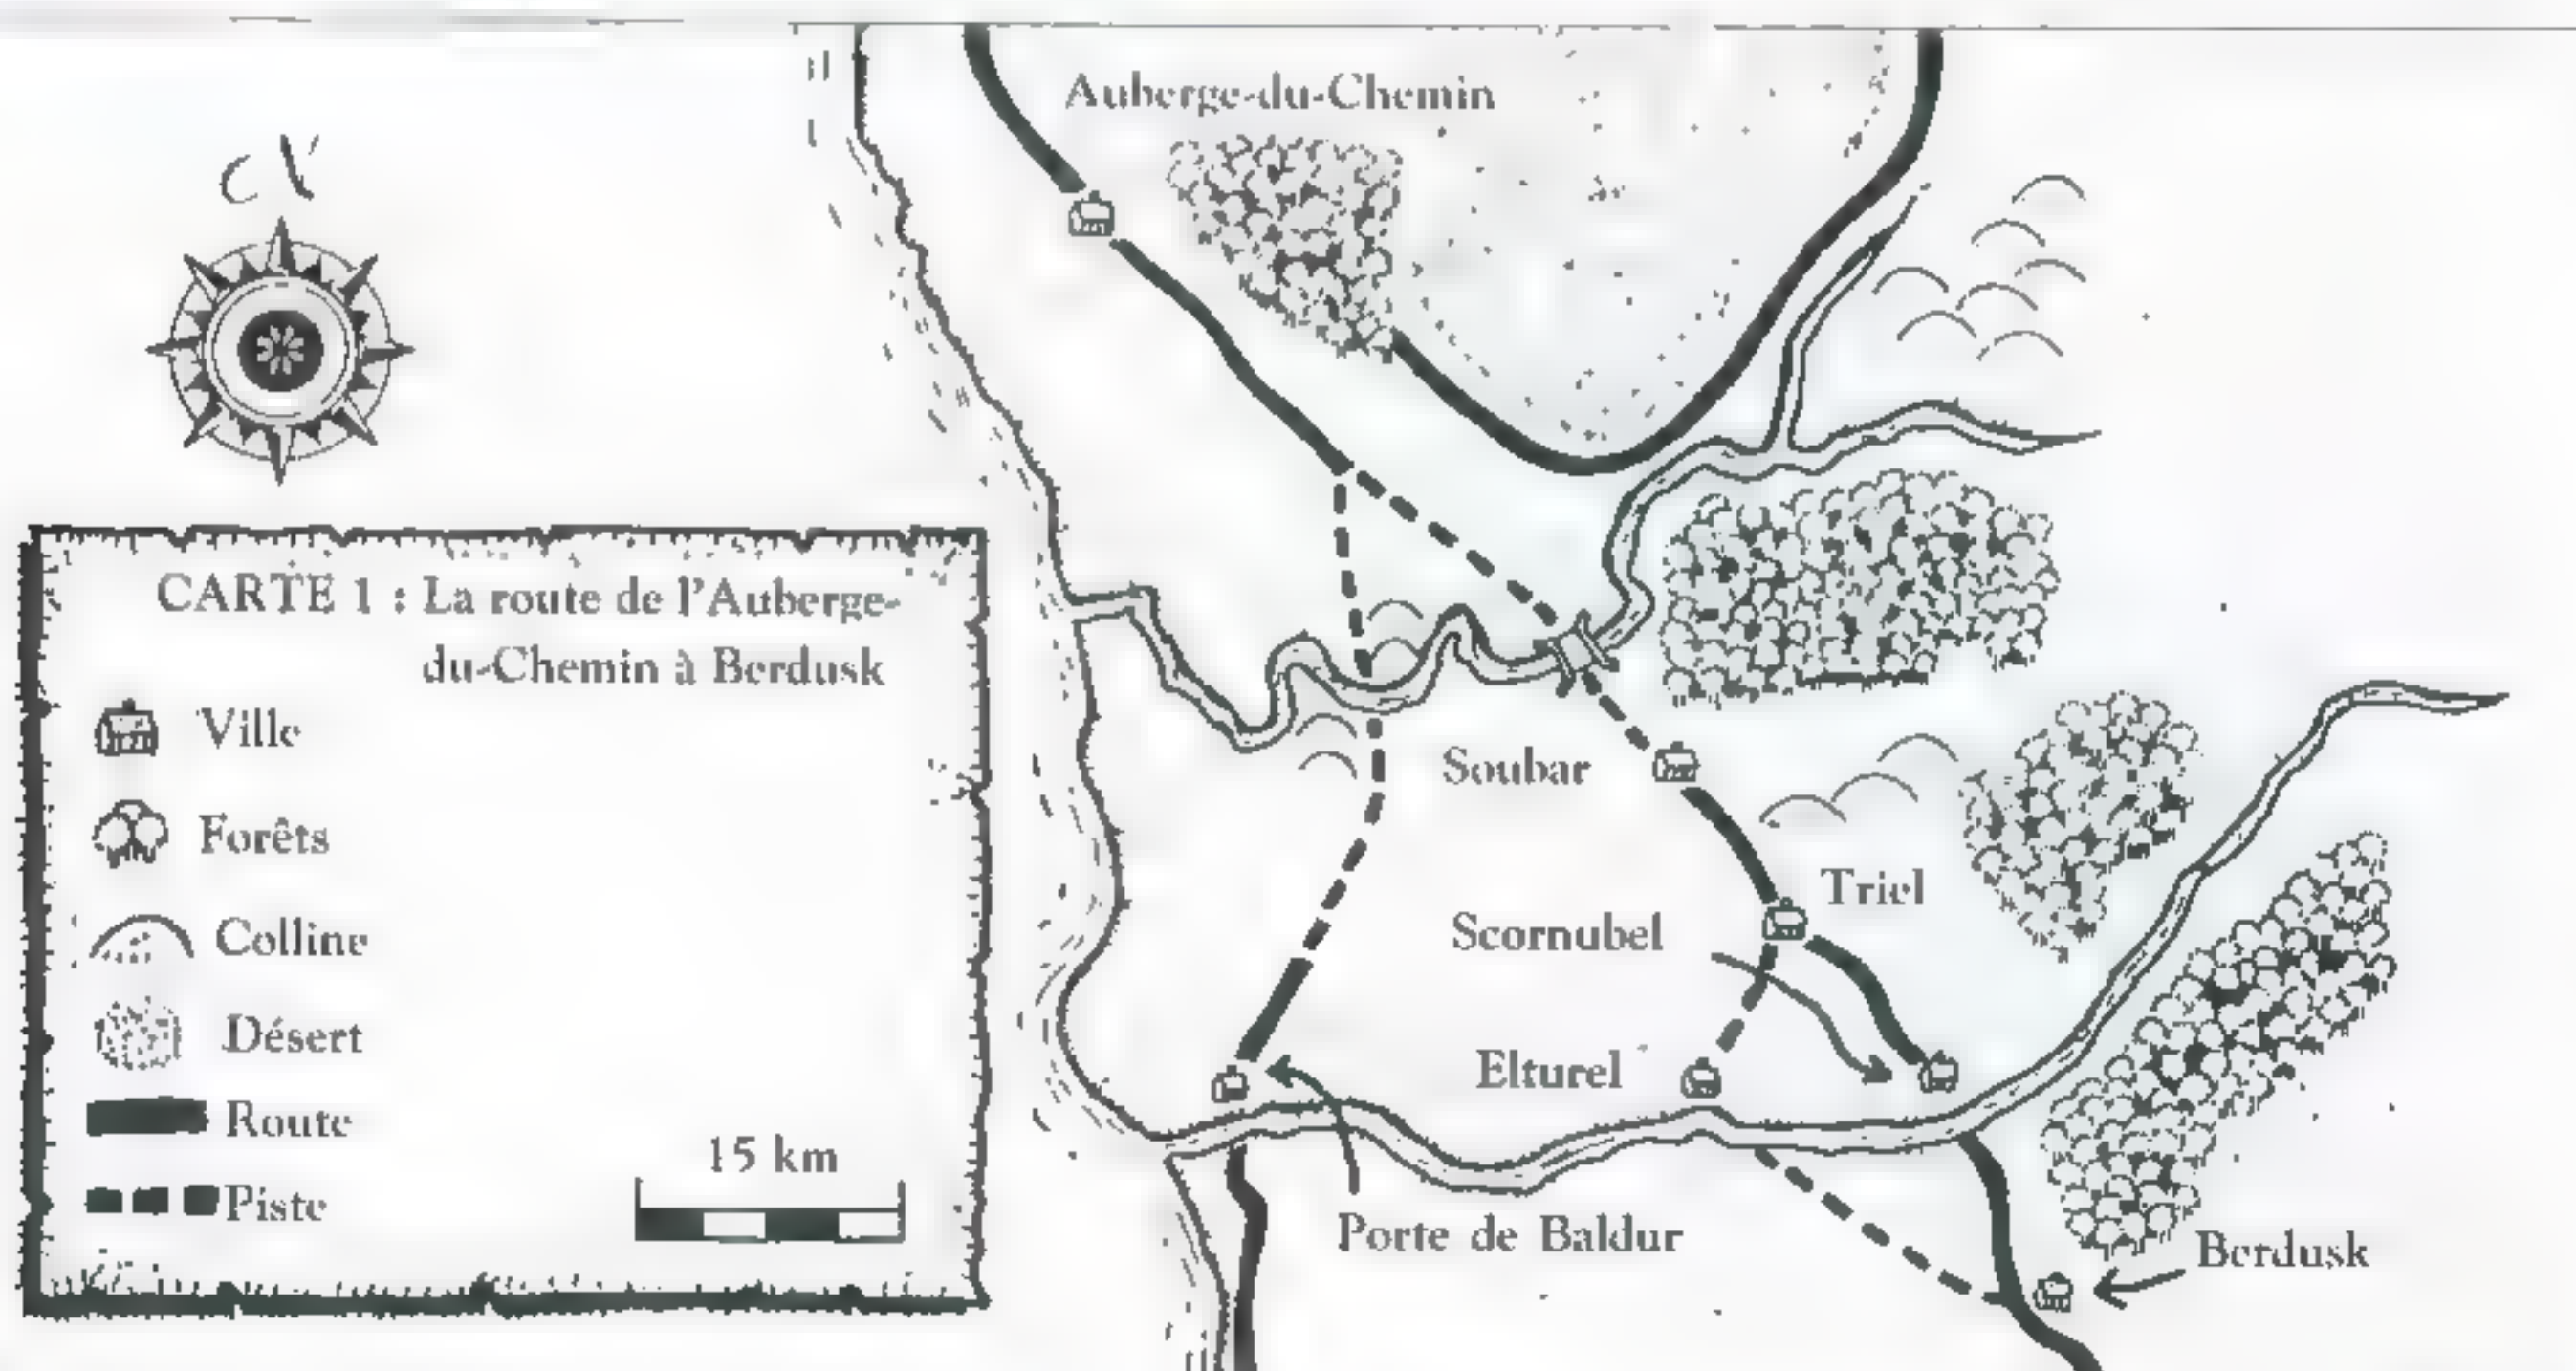 Auberge-du-Chemin
CARTE 1 : La route de l'Auberge-
du-Chemin à Berdusk
Ville
Forêts
Colline
Désert
Route
Piste
15 km
Soubar
Triel
Scornubel
Elturel
Porte de Baldur
Berdusk